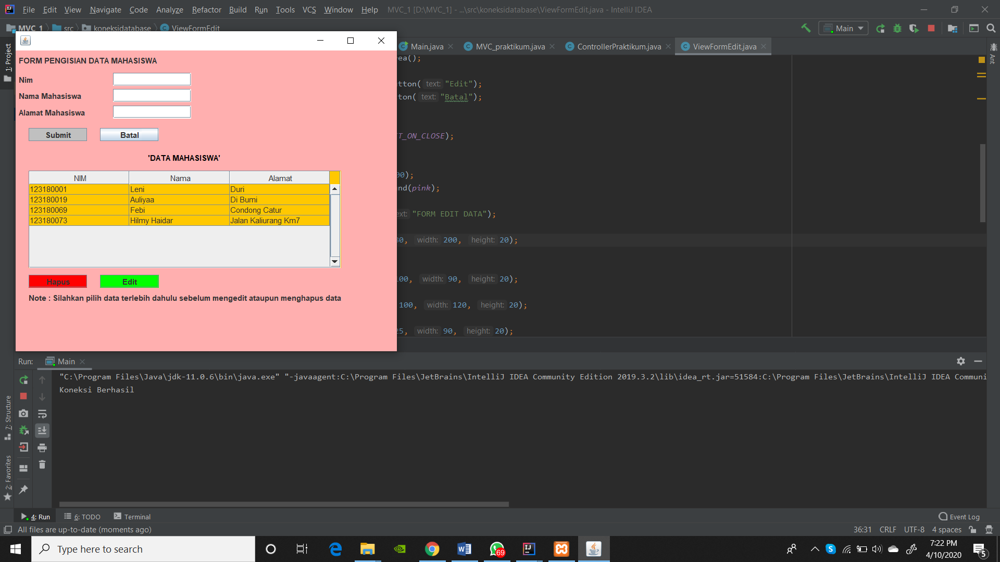 File Edit View Navigate Code Analyze Refactor Build Run Tools VCS Window Help MVC_1 [D:\MVC_1] - ...\src\koneksidatabase\ViewFormEdit.java - IntelliJ IDEA
MVC_1 src koneksidatabase ViewFormEdit
Main
1: Project
Main.java MVC_praktikum.java ControllerPraktikum.java ViewFormEdit.java
Ant
FORM PENGISIAN DATA MAHASISWA
Nim
Nama Mahasiswa
Alamat Mahasiswa
Submit Batal
'DATA MAHASISWA'
NIM Nama Alamat
123180001 Leni Duri
123180019 Auliyaa Di Bumi
123180069 Febi Condong Catur
123180073 Hilmy Haidar Jalan Kaliurang Km7
Hapus Edit
Note : Silahkan pilih data terlebih dahulu sebelum mengedit ataupun menghapus data
ea();
tton( text: "Edit");
ton( text: "Batal");
T_ON_CLOSE);
00);
nd(pink);
ext: "FORM EDIT DATA");
30, width: 200, height: 20);
100, width: 90, height: 20);
100, width: 120, height: 20);
25, width: 90, height: 20);
Run: Main
"C:\Program Files\Java\jdk-11.0.6\bin\java.exe" "-javaagent:C:\Program Files\JetBrains\IntelliJ IDEA Community Edition 2019.3.2\lib\idea_rt.jar=51584:C:\Program Files\JetBrains\IntelliJ IDEA Communi
Koneksi Berhasil
7: Structure
2: Favorites
4: Run 6: TODO Terminal Event Log
All files are up-to-date (moments ago) 36:31 CRLF UTF-8 4 spaces
Type here to search
69
7:22 PM
4/10/2020
5